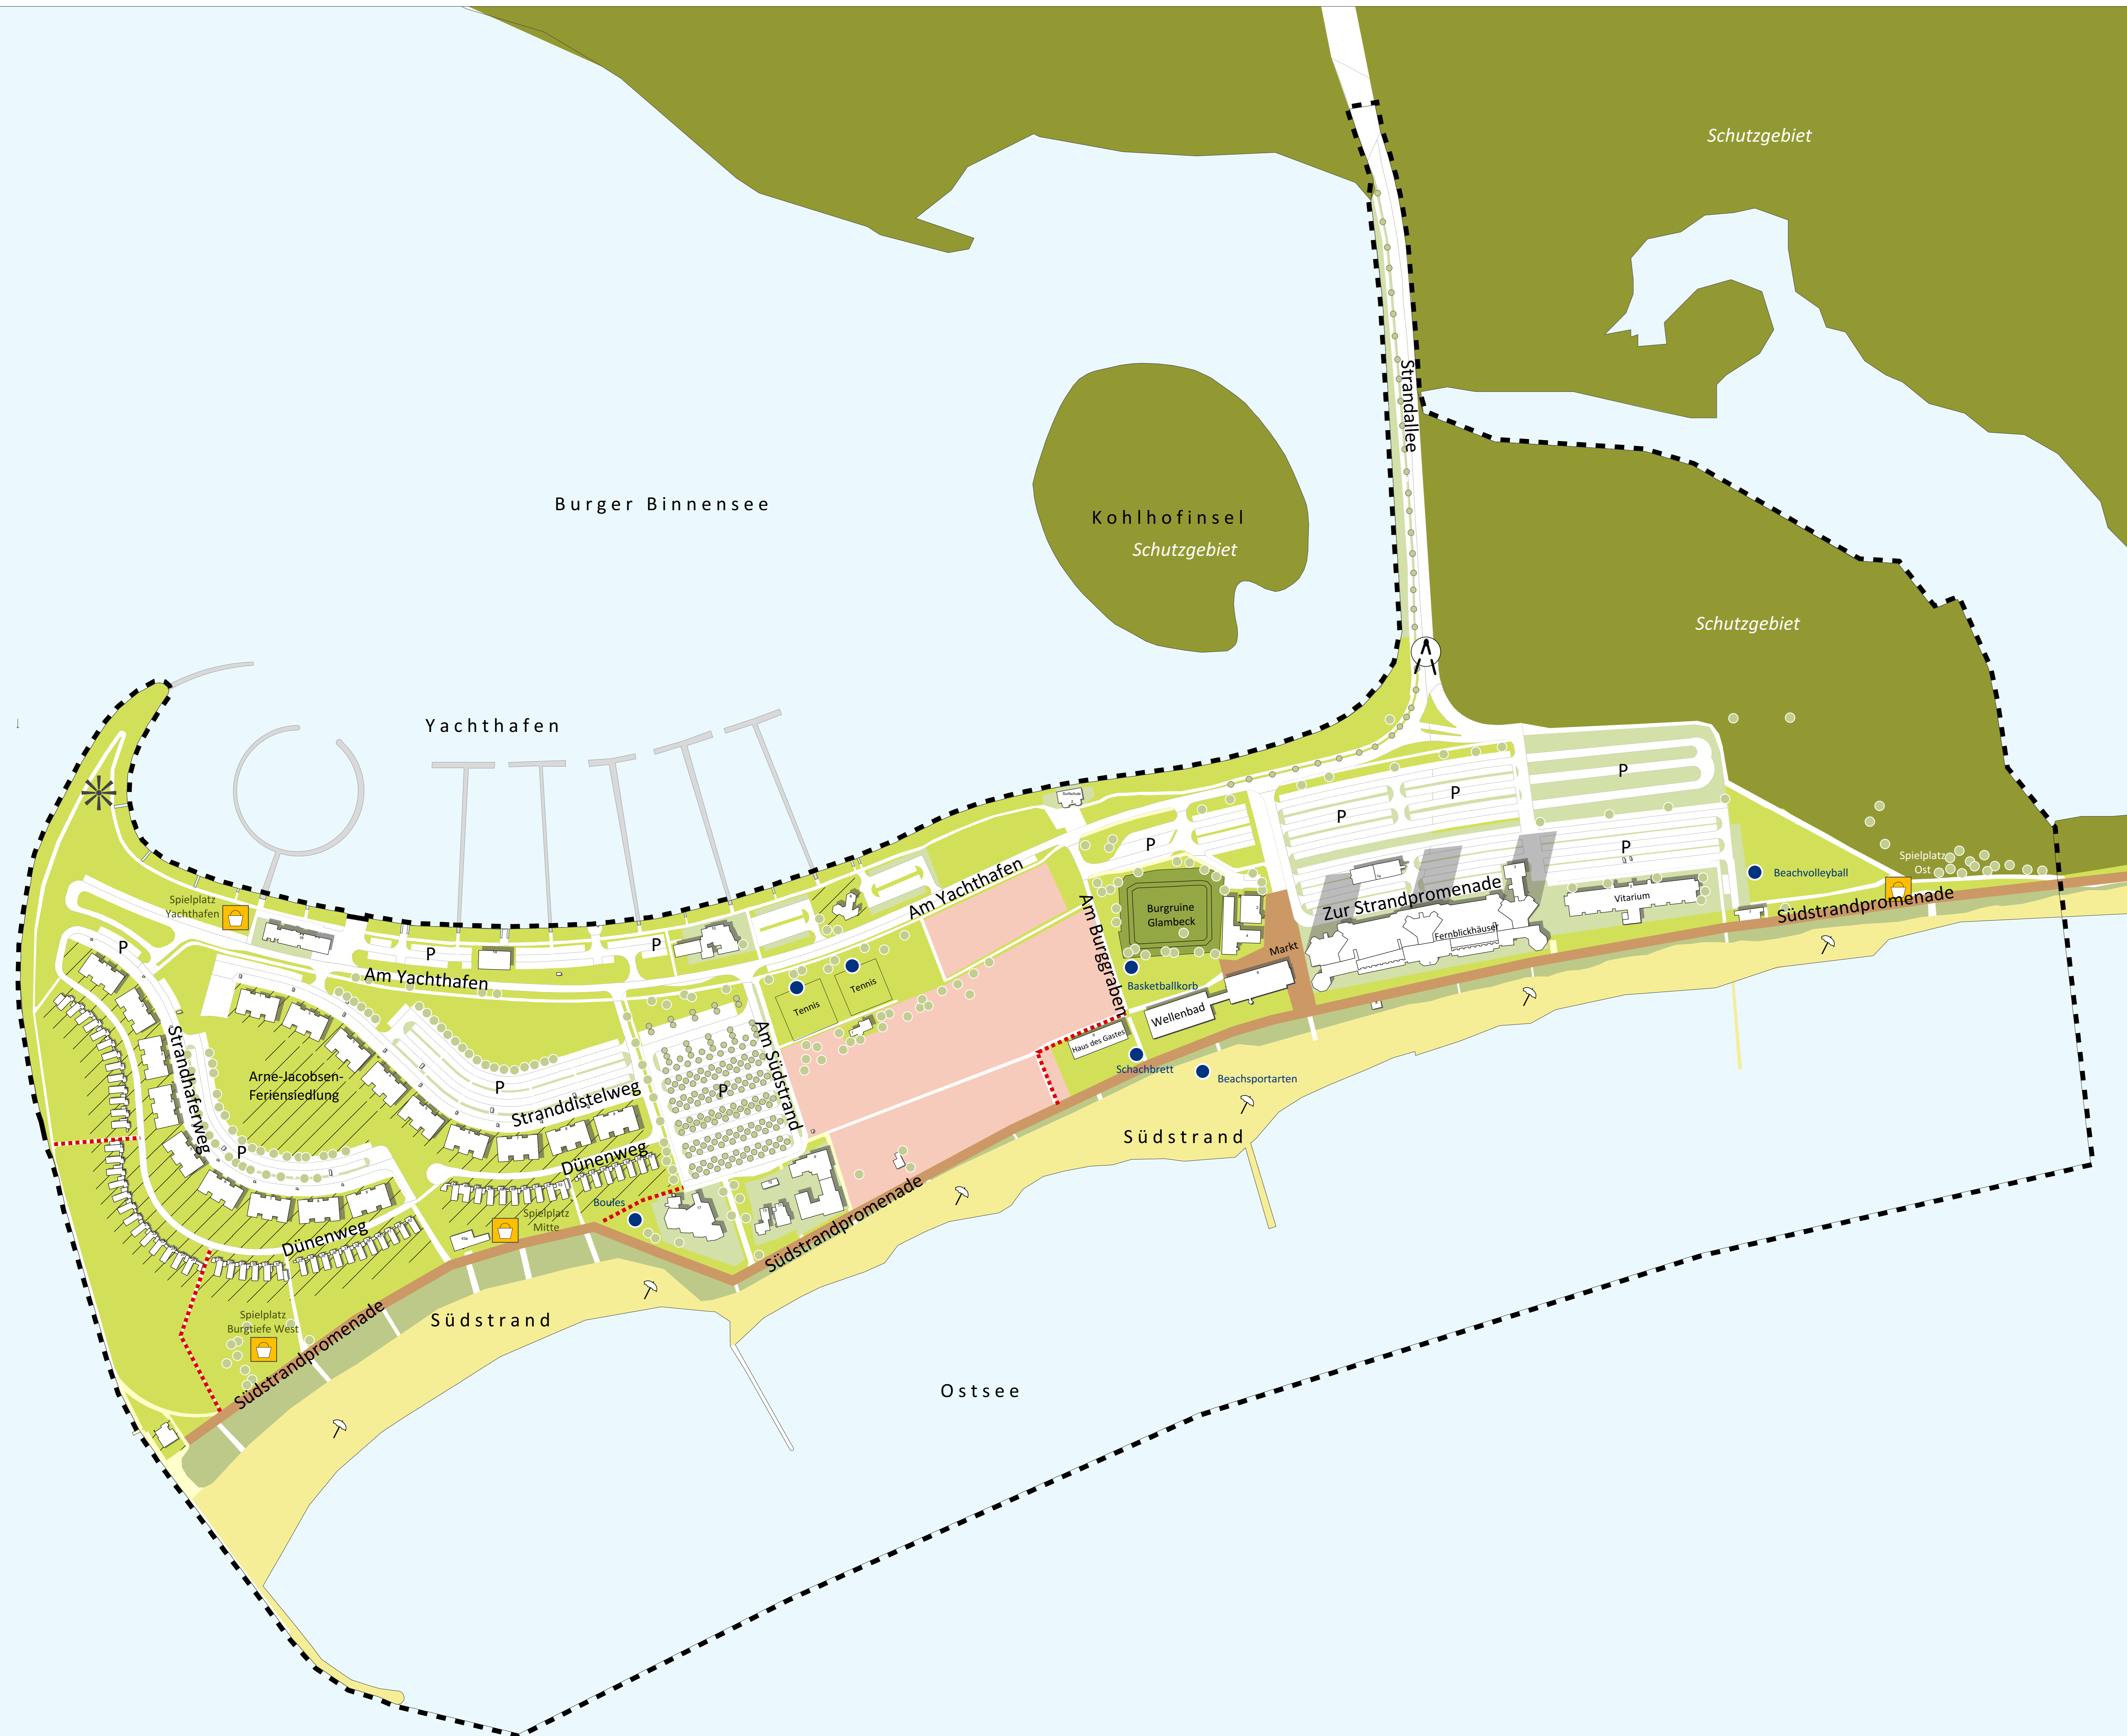 Schutzgebiet
Strandallee
Burger Binnensee
Kohlhofinsel
Schutzgebiet
Schutzgebiet
Yachthafen
P
P
P
P
P
Am Yachthafen
Spielplatz
Ost
Beachvolleyball
Spielplatz
Yachthafen
Burgruine
Glambeck
Am Burggraben
Zur Strandpromenade
Vitarium
Südstrandpromenade
Fernblickhäuser
Markt
P
P
P
Am Yachthafen
Tennis
Tennis
Basketballkorb
Wellenbad
Haus des Gastes
Schachbrett
Beachsportarten
Strandhaferweg
Arne-Jacobsen-
Feriensiedlung
P
Stranddistelweg
P
Am Südstrand
Südstrand
P
Dünenweg
Boules
Spielplatz
Mitte
Dünenweg
Südstrandpromenade
Spielplatz
Burgtiefe West
Südstrand
Südstrandpromenade
Ostsee